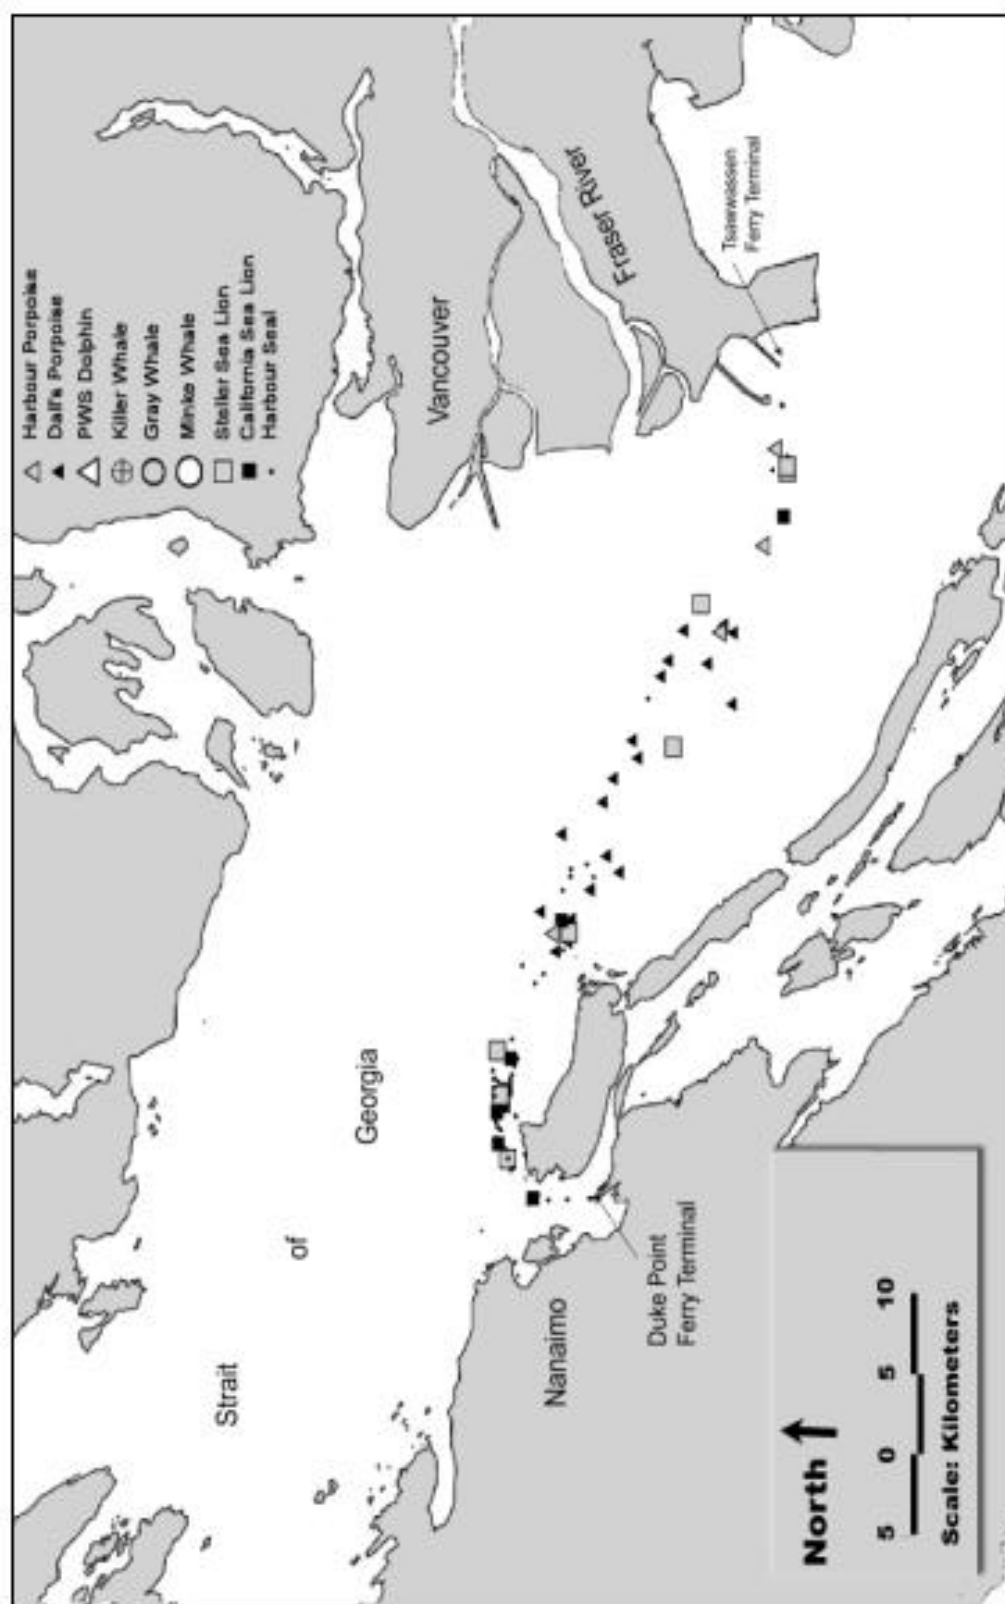 Harbour Porpoise
Dall's Porpoise
PWS Dolphin
Killer Whale
Gray Whale
Minke Whale
Steller Sea Lion
California Sea Lion
Harbour Seal
Vancouver
Fraser River
Tsawwassen
Ferry Terminal
Strait
of
Georgia
Nanaimo
Duke Point
Ferry Terminal
North
5 0 5 10
Scale: Kilometers